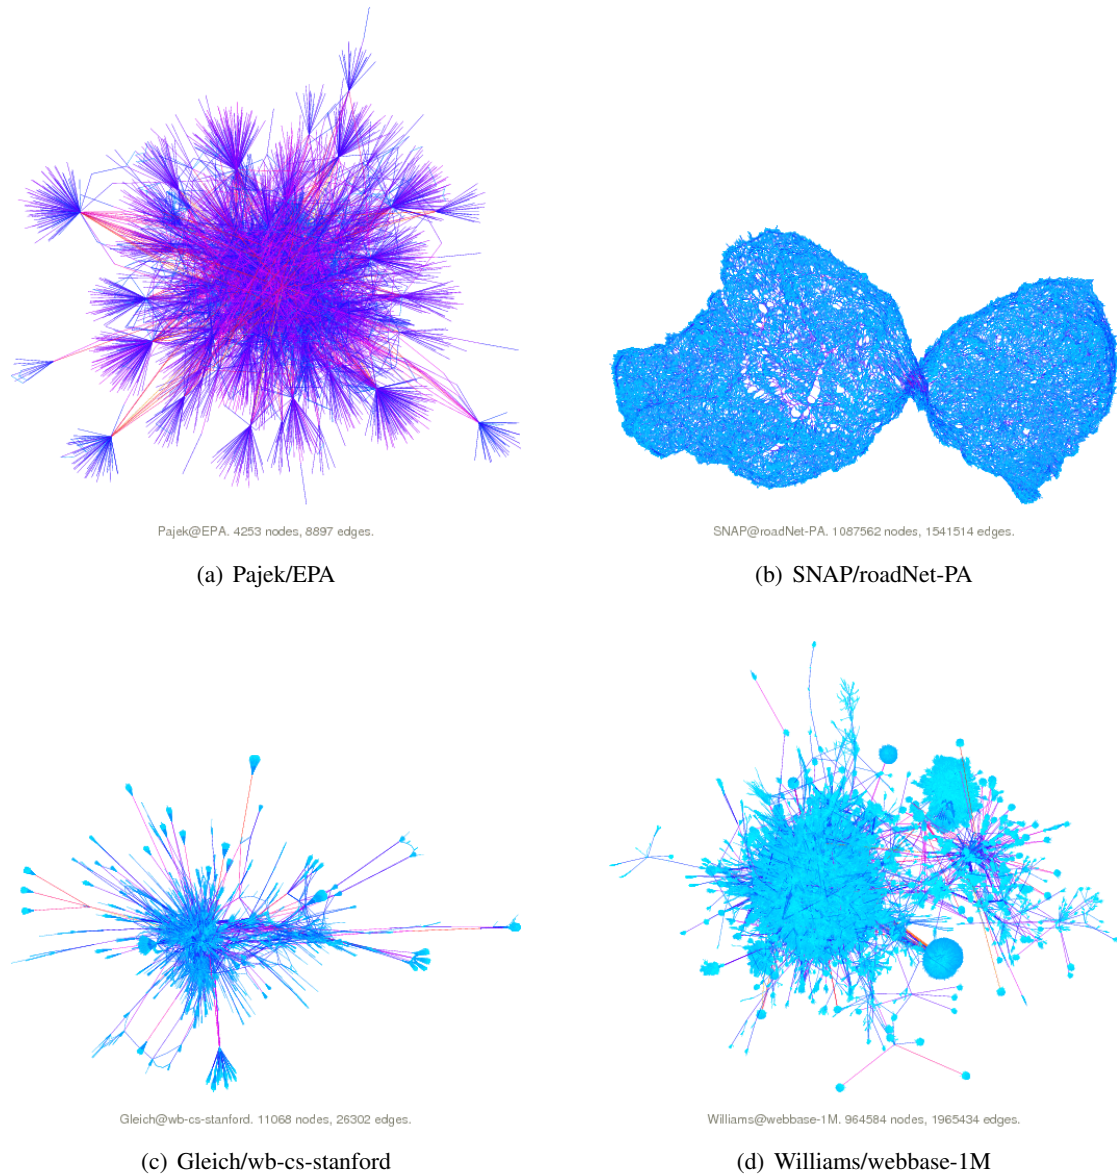 Pajek@EPA. 4253 nodes, 8897 edges.
SNAP@roadNet-PA. 1087562 nodes, 1541514 edges.
(a) Pajek/EPA
(b) SNAP/roadNet-PA
Gleich@wb-cs-stanford. 11068 nodes, 26302 edges.
Williams@webbase-1M. 964584 nodes, 1965434 edges.
(c) Gleich/wb-cs-stanford
(d) Williams/webbase-1M